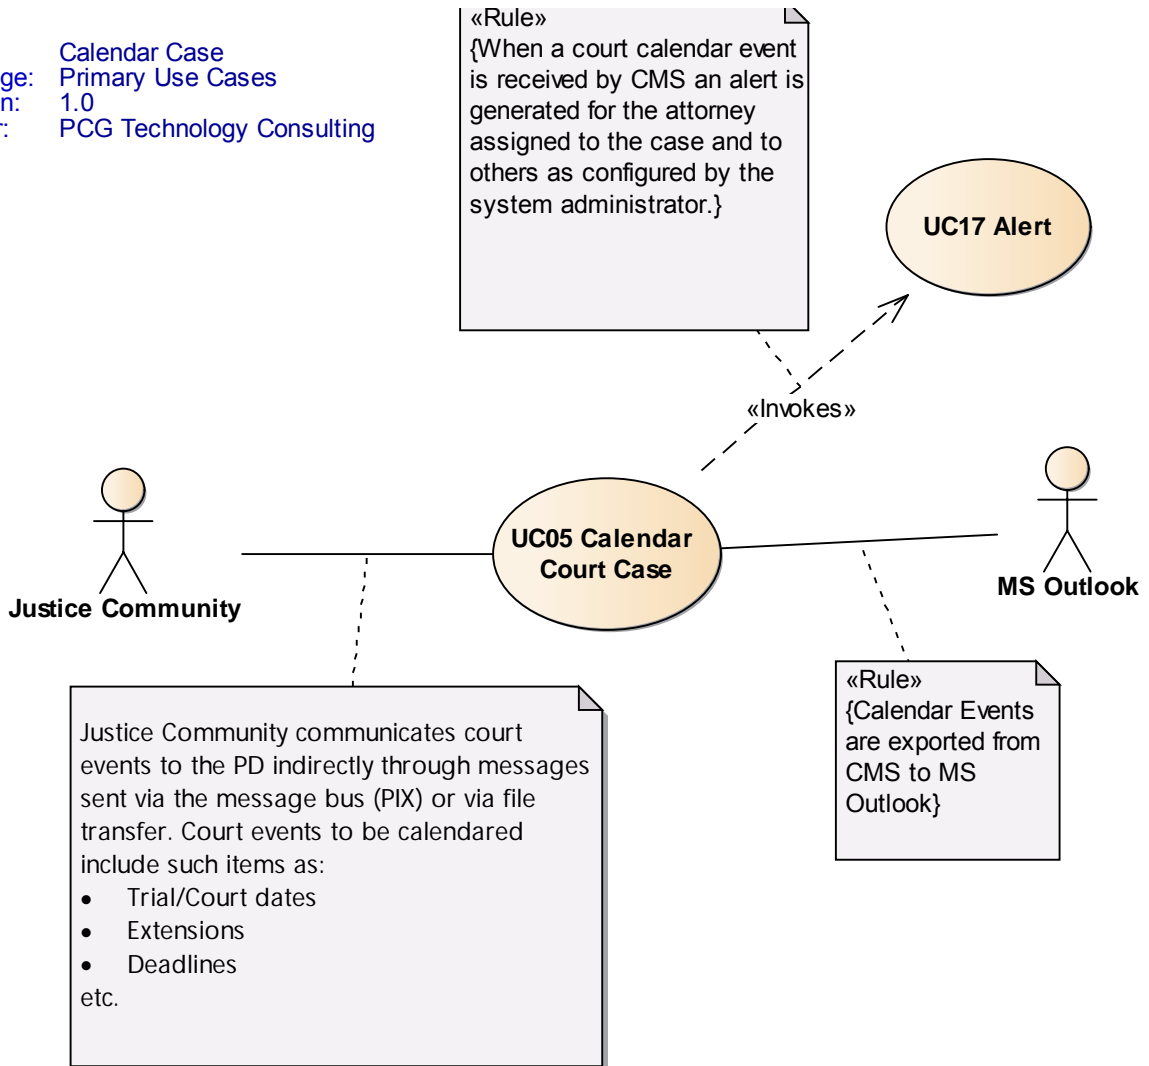 Calendar Case
ge: Primary Use Cases
n: 1.0
r: PCG Technology Consulting
«Rule»
{When a court calendar event
is received by CMS an alert is
generated for the attorney
assigned to the case and to
others as configured by the
system administrator.}
UC17 Alert
«Invokes»
Justice Community
UC05 Calendar
Court Case
MS Outlook
Justice Community communicates court
events to the PD indirectly through messages
sent via the message bus (PIX) or via file
transfer. Court events to be calendared
include such items as:
• Trial/Court dates
• Extensions
• Deadlines
etc.
«Rule»
{Calendar Events
are exported from
CMS to MS
Outlook}